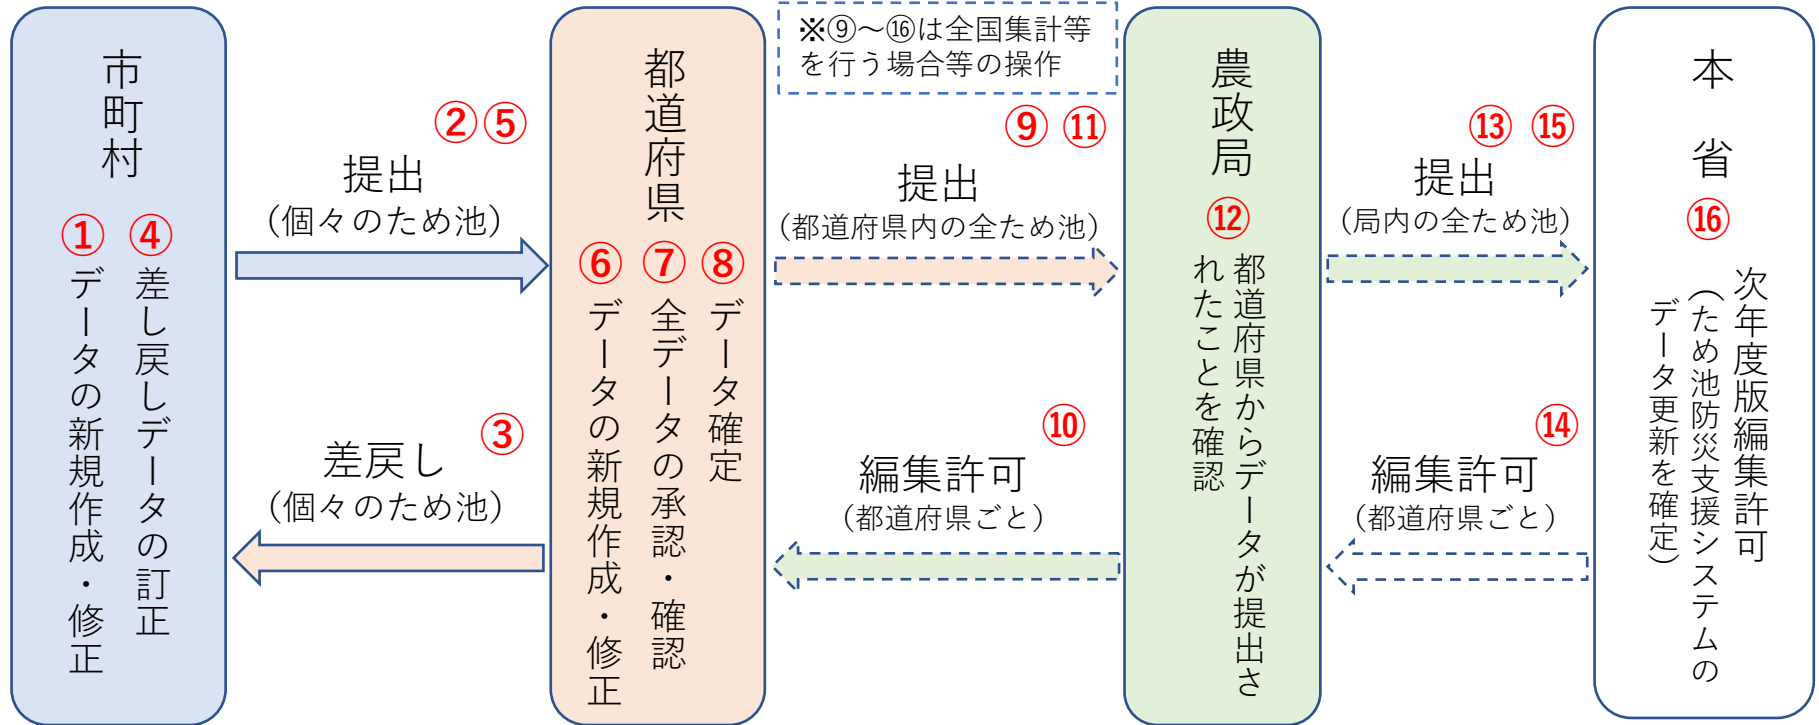 市町村
①データの新規作成・修正
④差し戻しデータの訂正
②⑤
提出
（個々のため池）
③
差戻し
（個々のため池）
都道府県
⑥データの新規作成・修正
⑦全データの承認・確認
⑧データ確定
※⑨～⑯は全国集計等
を行う場合等の操作
⑨ ⑪
提出
（都道府県内の全ため池）
⑩
編集許可
（都道府県ごと）
農政局
⑫
都道府県からデータが提出さ
れたことを確認
⑬ ⑮
提出
（局内の全ため池）
⑭
編集許可
（都道府県ごと）
本省
⑯
次年度版編集許可
（ため池防災支援システムの
データ更新を確定）